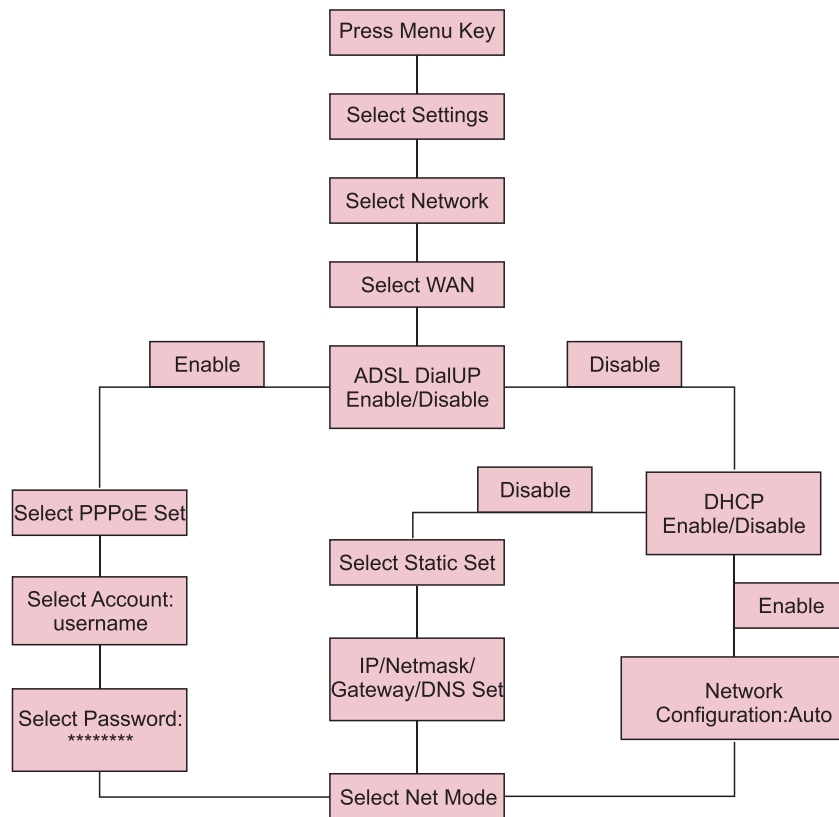 Press Menu Key
Select Settings
Select Network
Select WAN
Enable
ADSL DialUP
Enable/Disable
Disable
Select PPPoE Set
Select Account:
username
Select Password:
********
Disable
DHCP
Enable/Disable
Select Static Set
IP/Netmask/
Gateway/DNS Set
Enable
Network
Configuration:Auto
Select Net Mode